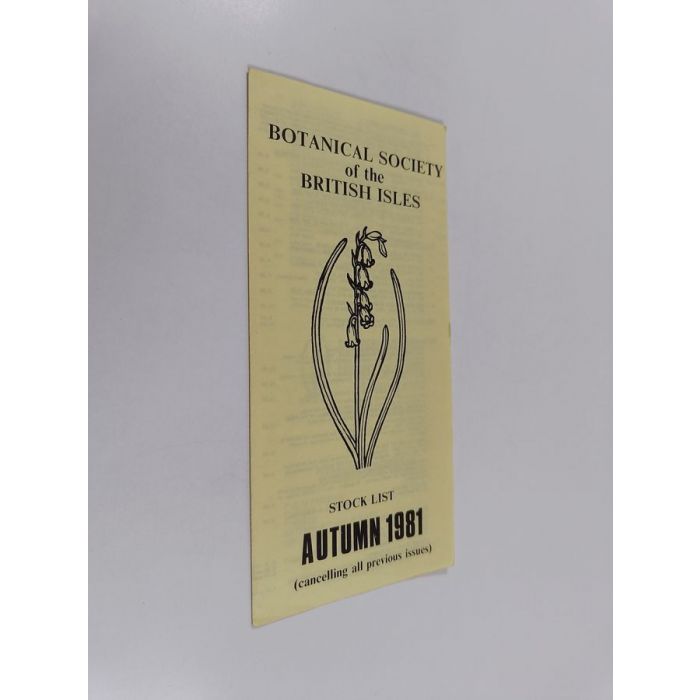 BOTANICAL SOCIETY
of the
BRITISH ISLES
STOCK LIST
AUTUMN 1981
(cancelling all previous issues)